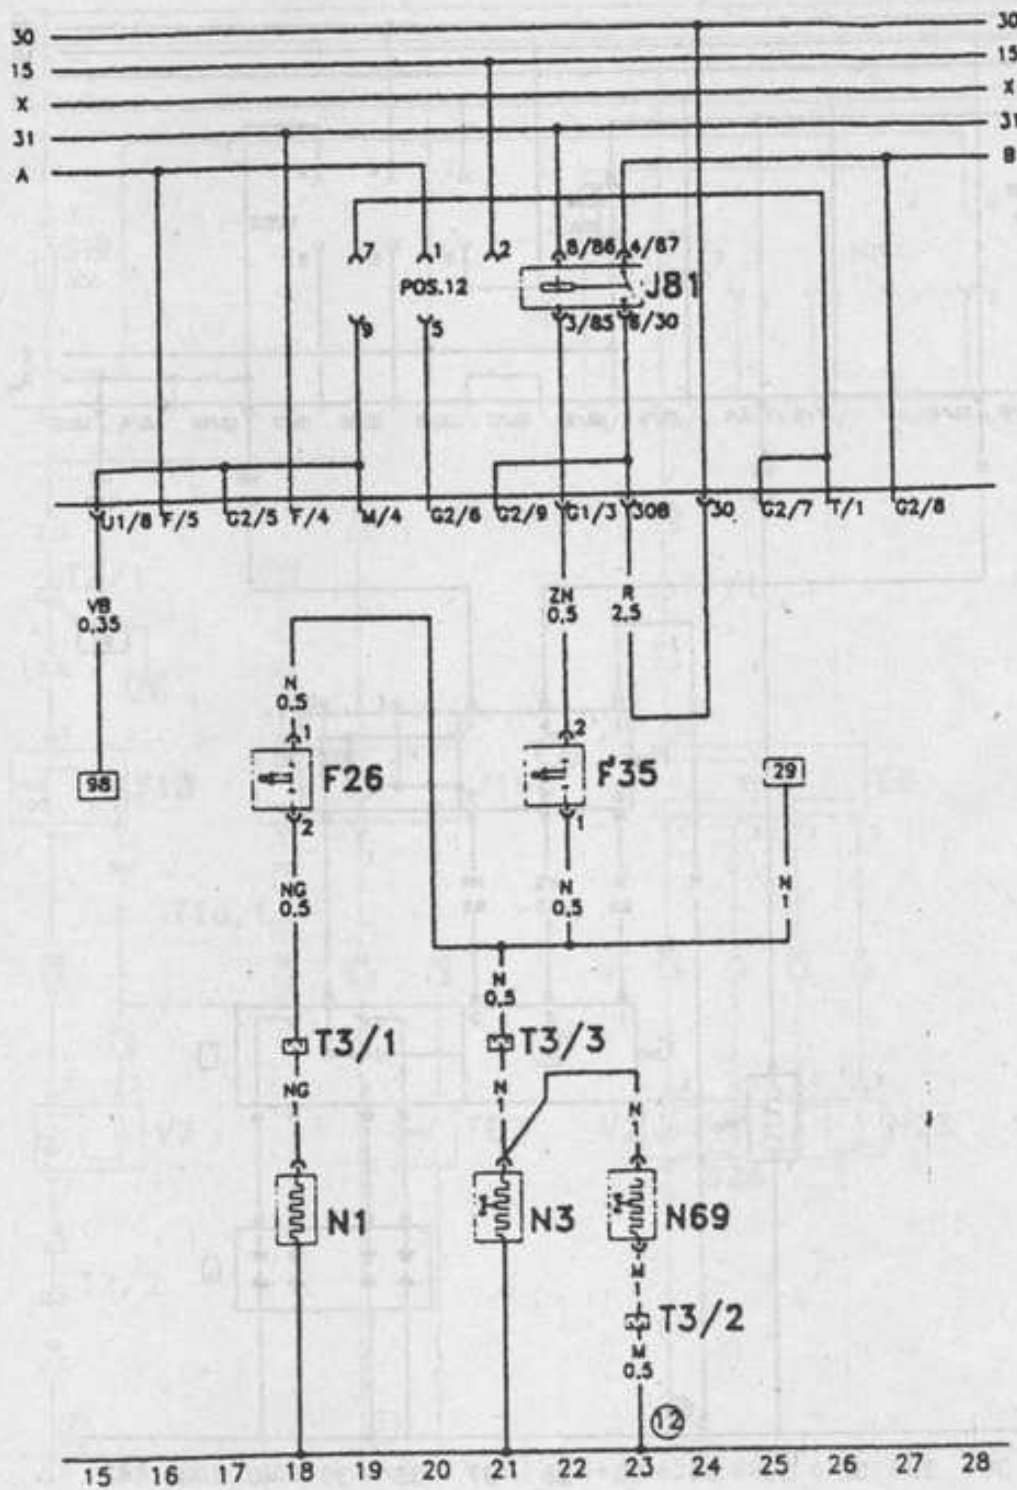 30 30
15 15
X X
31 31
A B
7 1 2 8/86 4/87
POS.12 J81
9 5 3/85 6/30
U1/8 F/5 G2/5 F/4 M/4 G2/6 G2/9 G1/3 30B 30 G2/7 T/1 G2/8
VB
0.35
ZN
0.5
R
2.5
N
0.5
1 2
98 F26 F35 29
2 1
NG
0.5
N
0.5
N
1
N
0.5
T3/1 T3/3
NG
1
N
1
N
1
N1 N3 N69
M
1
T3/2
M
0.5
12
15 16 17 18 19 20 21 22 23 24 25 26 27 28